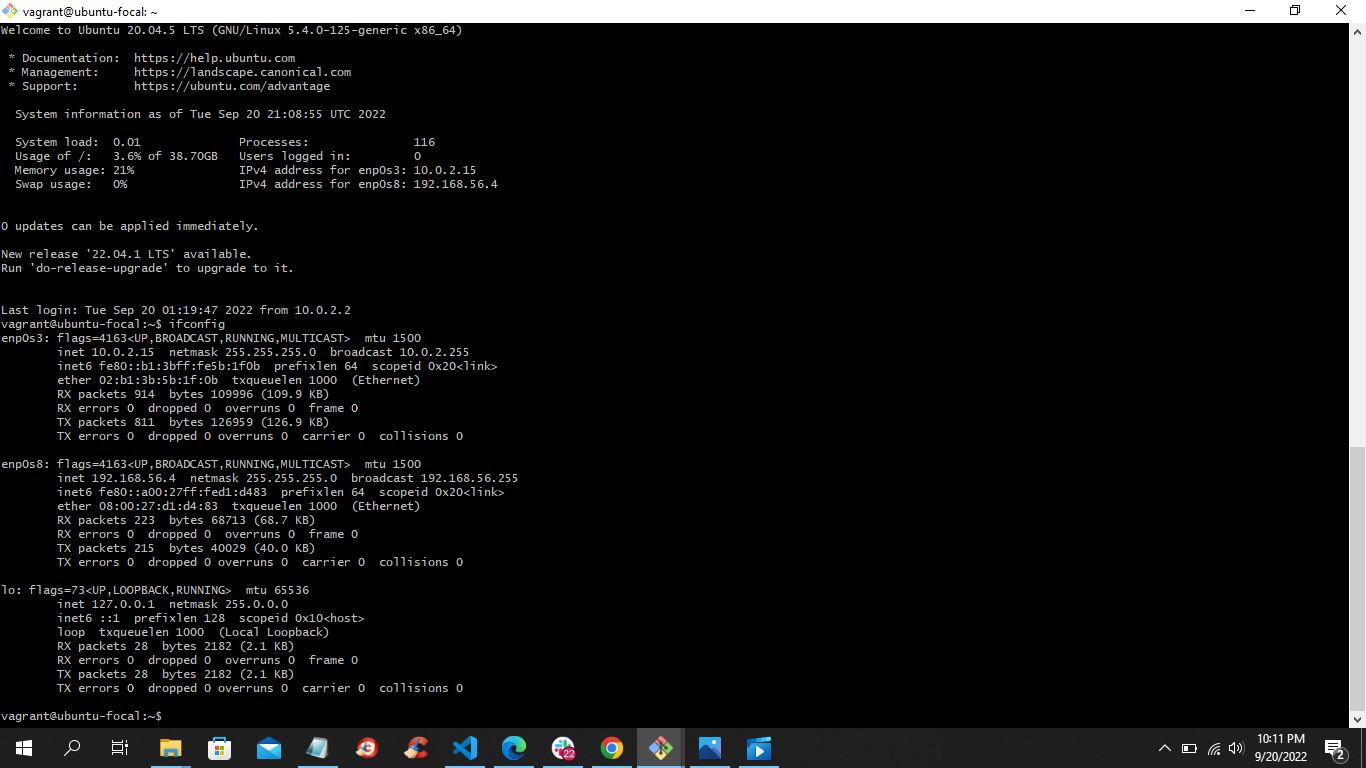 vagrant@ubuntu-focal: ~
Welcome to Ubuntu 20.04.5 LTS (GNU/Linux 5.4.0-125-generic x86_64)
* Documentation:  https://help.ubuntu.com
* Management:     https://landscape.canonical.com
* Support:        https://ubuntu.com/advantage
System information as of Tue Sep 20 21:08:55 UTC 2022
System load:  0.01              Processes:               116
Usage of /:   3.6% of 38.70GB   Users logged in:         0
Memory usage: 21%               IPv4 address for enp0s3: 10.0.2.15
Swap usage:   0%                IPv4 address for enp0s8: 192.168.56.4
0 updates can be applied immediately.
New release '22.04.1 LTS' available.
Run 'do-release-upgrade' to upgrade to it.
Last login: Tue Sep 20 01:19:47 2022 from 10.0.2.2
vagrant@ubuntu-focal:~$ ifconfig
enp0s3: flags=4163<UP,BROADCAST,RUNNING,MULTICAST>  mtu 1500
inet 10.0.2.15  netmask 255.255.255.0  broadcast 10.0.2.255
inet6 fe80::b1:3bff:fe5b:1f0b  prefixlen 64  scopeid 0x20<link>
ether 02:b1:3b:5b:1f:0b  txqueuelen 1000  (Ethernet)
RX packets 914  bytes 109996 (109.9 KB)
RX errors 0  dropped 0  overruns 0  frame 0
TX packets 811  bytes 126959 (126.9 KB)
TX errors 0  dropped 0 overruns 0  carrier 0  collisions 0
enp0s8: flags=4163<UP,BROADCAST,RUNNING,MULTICAST>  mtu 1500
inet 192.168.56.4  netmask 255.255.255.0  broadcast 192.168.56.255
inet6 fe80::a00:27ff:fed1:d483  prefixlen 64  scopeid 0x20<link>
ether 08:00:27:d1:d4:83  txqueuelen 1000  (Ethernet)
RX packets 223  bytes 68713 (68.7 KB)
RX errors 0  dropped 0  overruns 0  frame 0
TX packets 215  bytes 40029 (40.0 KB)
TX errors 0  dropped 0 overruns 0  carrier 0  collisions 0
lo: flags=73<UP,LOOPBACK,RUNNING>  mtu 65536
inet 127.0.0.1  netmask 255.0.0.0
inet6 ::1  prefixlen 128  scopeid 0x10<host>
loop  txqueuelen 1000  (Local Loopback)
RX packets 28  bytes 2182 (2.1 KB)
RX errors 0  dropped 0  overruns 0  frame 0
TX packets 28  bytes 2182 (2.1 KB)
TX errors 0  dropped 0 overruns 0  carrier 0  collisions 0
vagrant@ubuntu-focal:~$
22
10:11 PM
9/20/2022
2